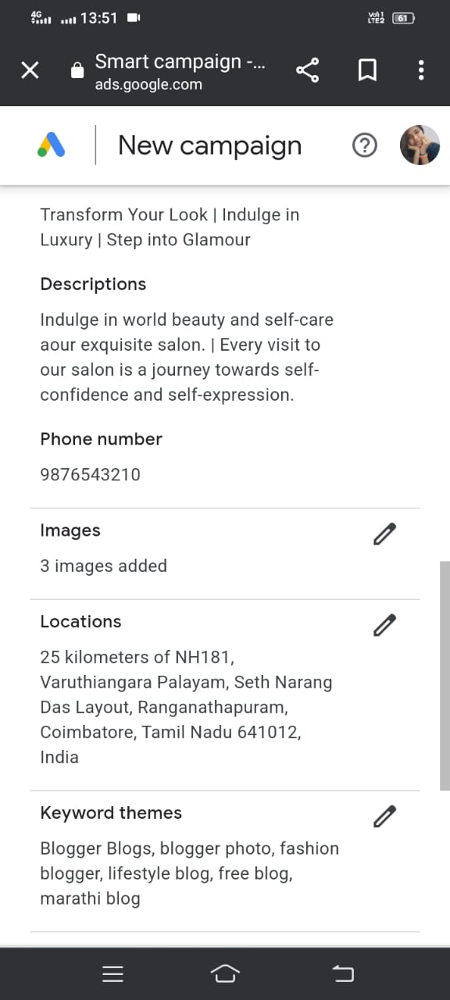 4G 13:51 Vo)) 1 LTE2 61
Smart campaign -...
ads.google.com
New campaign
Transform Your Look | Indulge in
Luxury | Step into Glamour
Descriptions
Indulge in world beauty and self-care
aour exquisite salon. | Every visit to
our salon is a journey towards self-
confidence and self-expression.
Phone number
9876543210
Images
3 images added
Locations
25 kilometers of NH181,
Varuthiangara Palayam, Seth Narang
Das Layout, Ranganathapuram,
Coimbatore, Tamil Nadu 641012,
India
Keyword themes
Blogger Blogs, blogger photo, fashion
blogger, lifestyle blog, free blog,
marathi blog